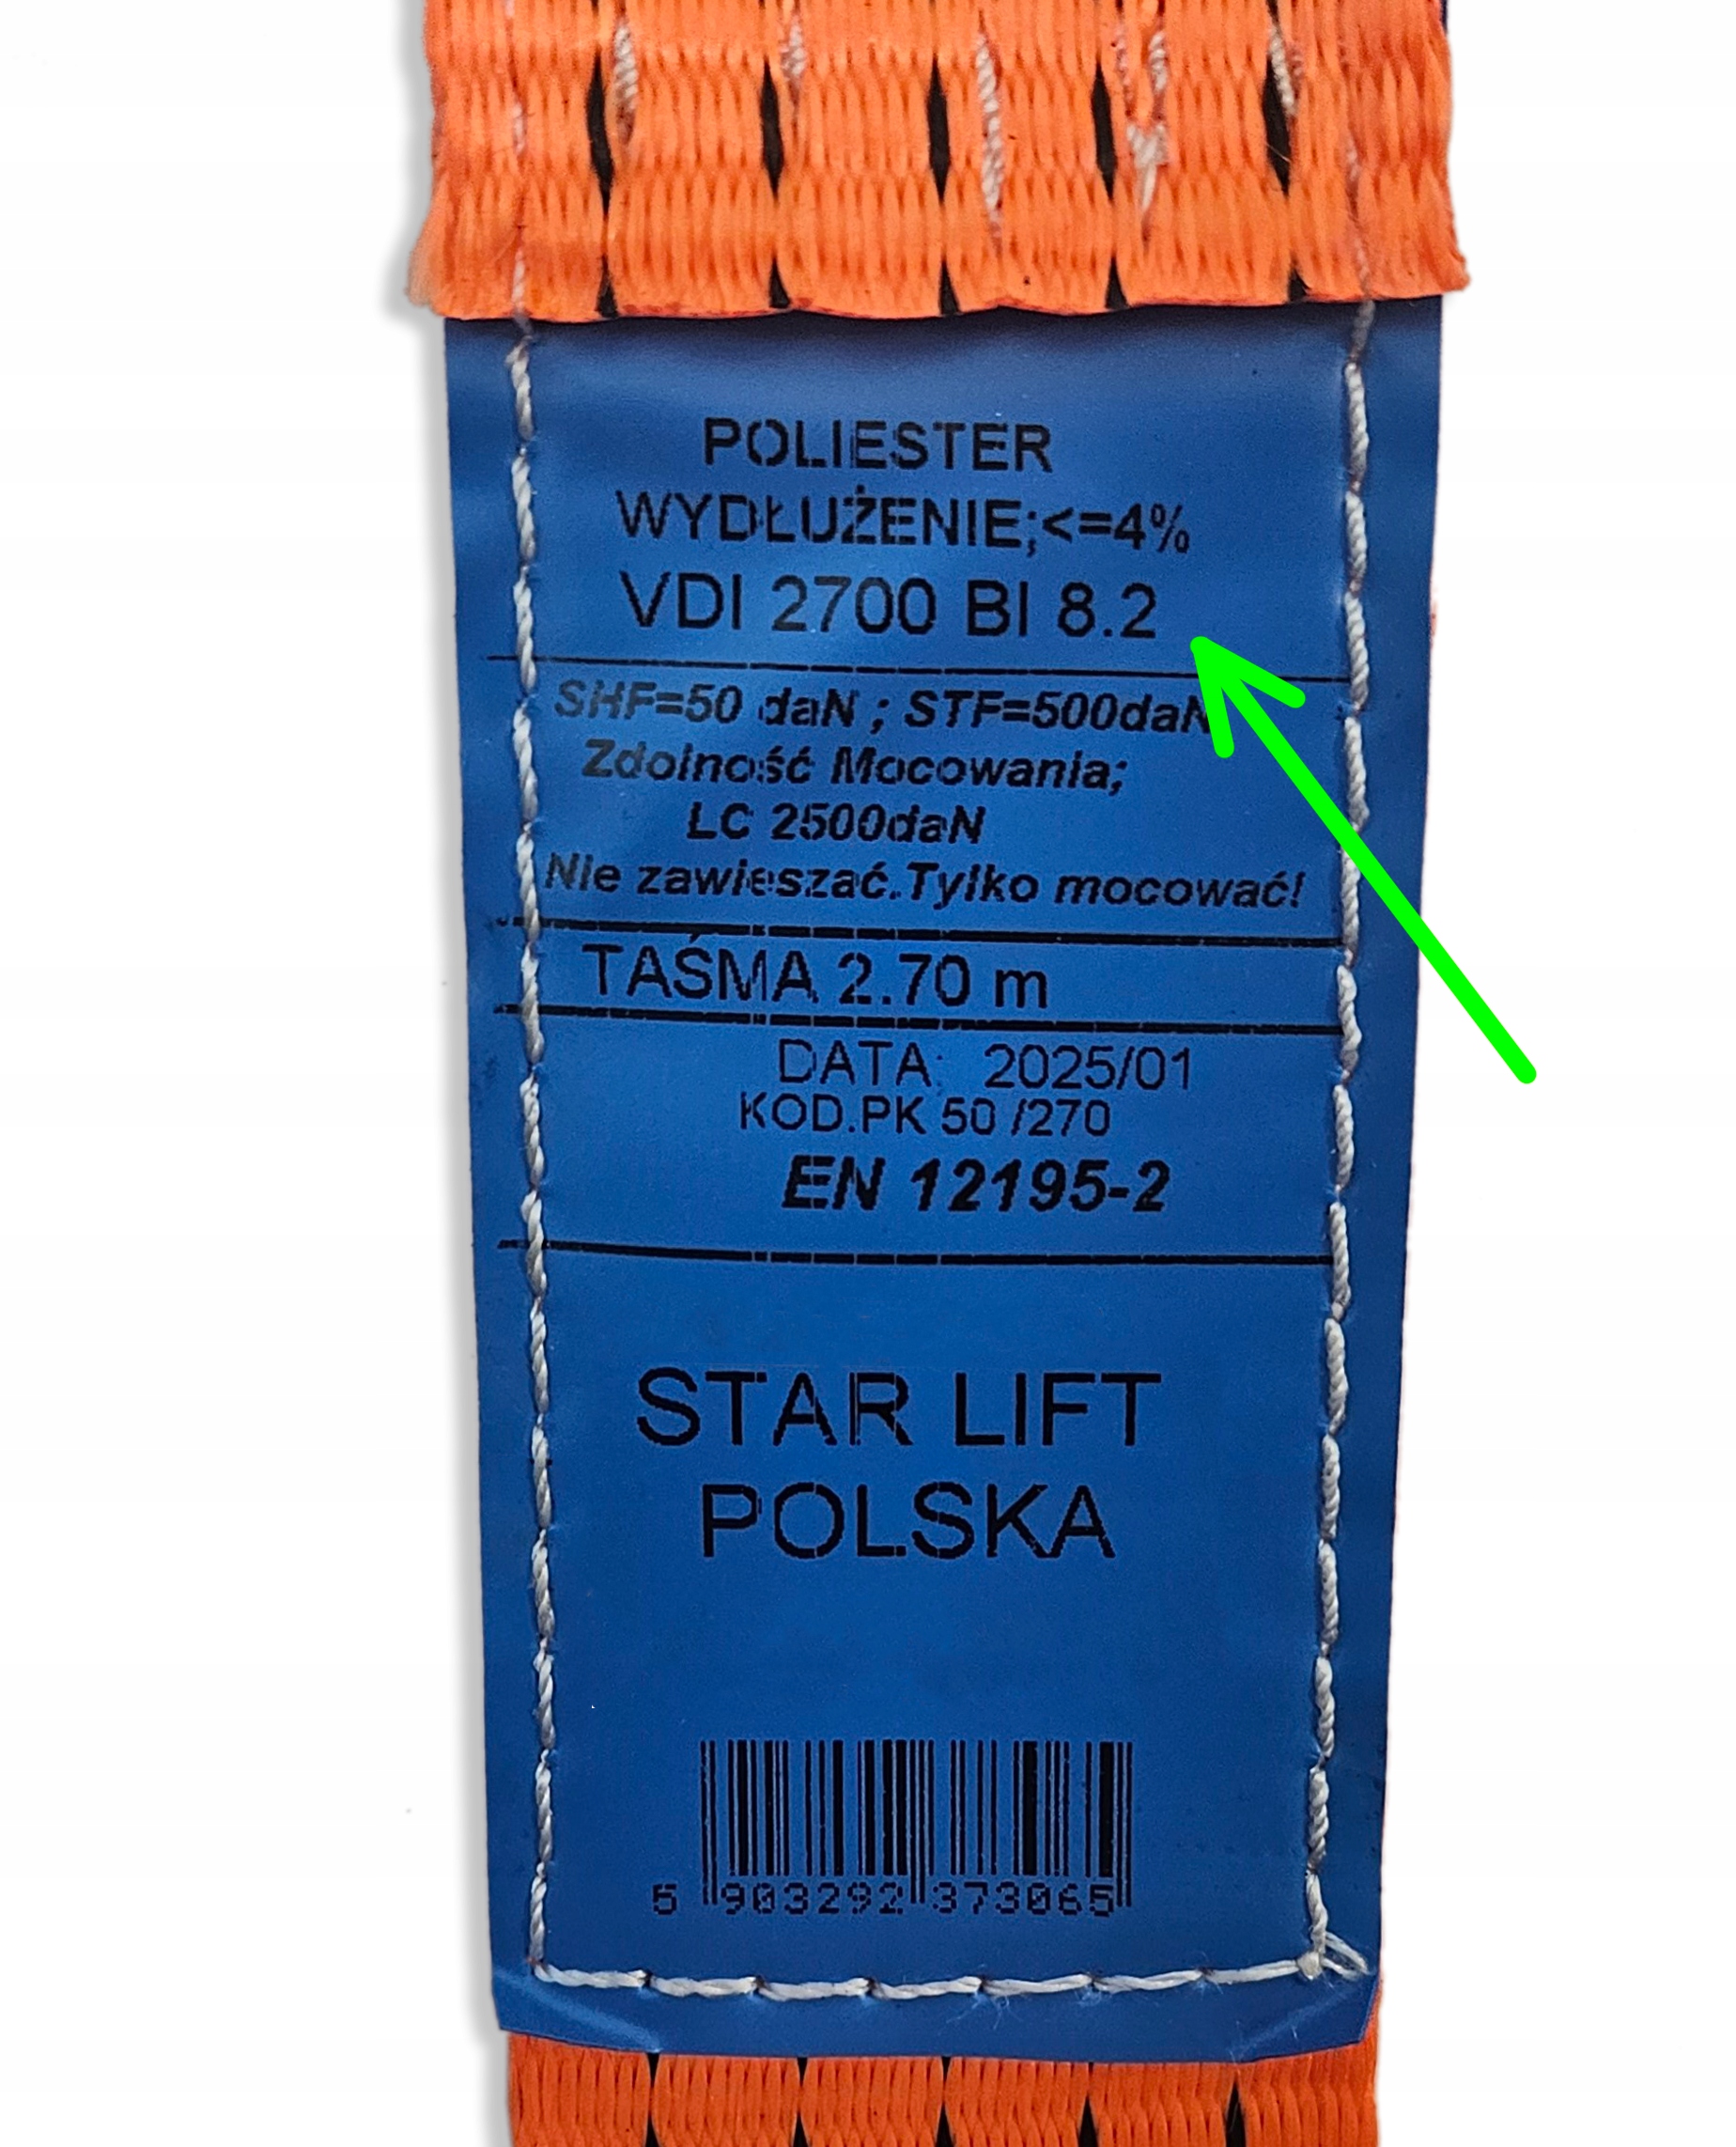 POLIESTER
WYDŁUŻENIE;<=4%
VDI 2700 BI 8.2
SHF=50 daN ; STF=500daN
Zdolność Mocowania;
LC 2500daN
Nie zawieszać.Tylko mocować!
TAŚMA 2.70 m
DATA: 2025/01
KOD.PK 50 /270
EN 12195-2
STAR LIFT
POLSKA
5 903292 373065